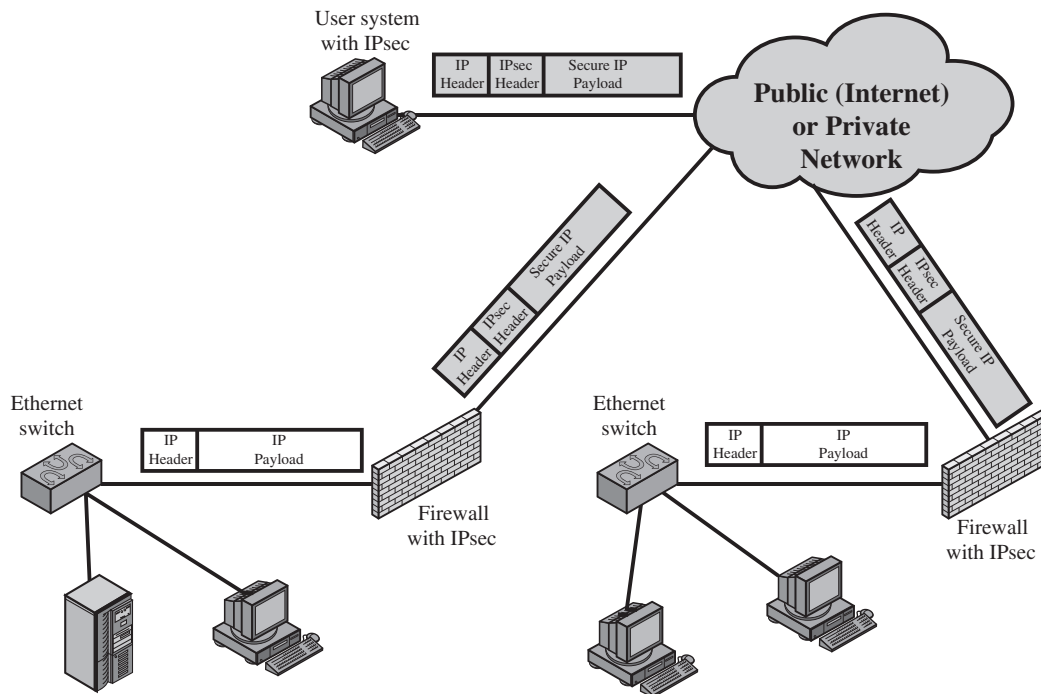 User system
with IPsec
IP
Header
IPsec
Header
Secure IP
Payload
Public (Internet)
or Private
Network
IP
Header
IPsec
Header
Secure IP
Payload
IP
Header
IPsec
Header
Secure IP
Payload
Ethernet
switch
IP
Header
IP
Payload
Firewall
with IPsec
Ethernet
switch
IP
Header
IP
Payload
Firewall
with IPsec